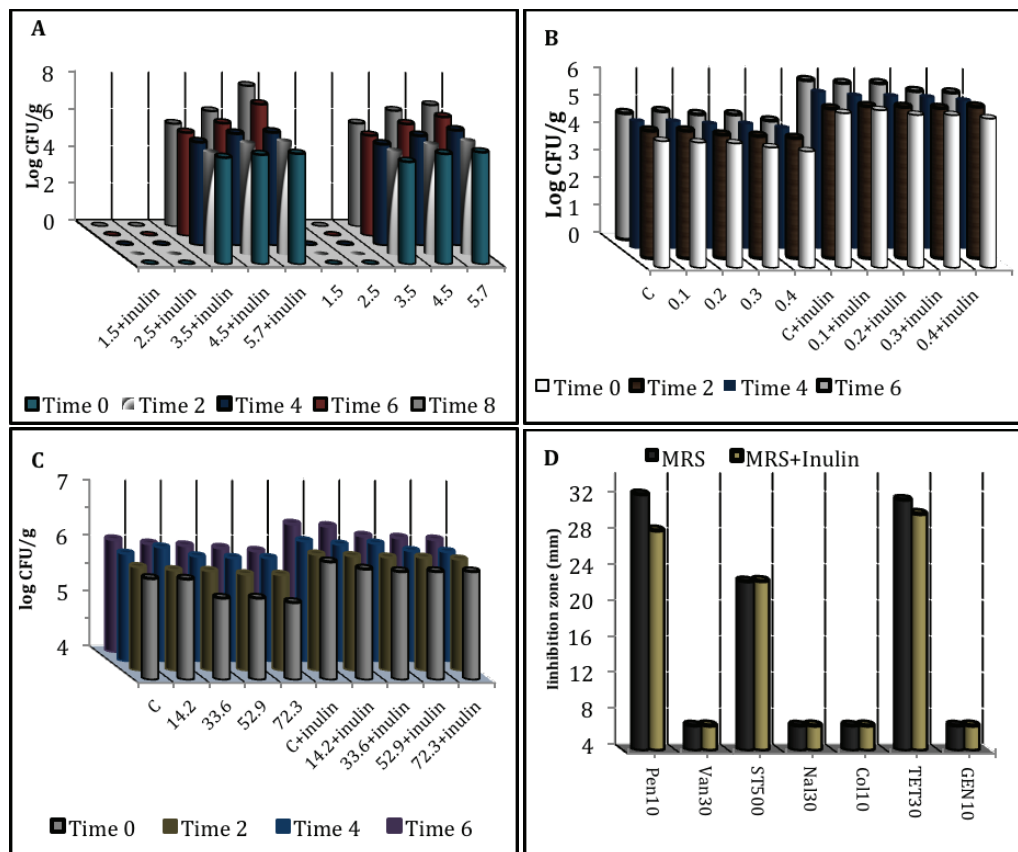 A
Log CFU/g
8
6
4
2
0
1.5+inulin
2.5+inulin
3.5+inulin
4.5+inulin
5.7+inulin
1.5
2.5
3.5
4.5
5.7
Time 0 Time 2 Time 4 Time 6 Time 8
B
Log CFU/g
6
5
4
3
2
1
0
C
0.1
0.2
0.3
0.4
C+inulin
0.1+inulin
0.2+inulin
0.3+inulin
0.4+inulin
Time 0 Time 2 Time 4 Time 6
C
log CFU/g
7
6
5
4
C
14.2
33.6
52.9
72.3
C+inulin
14.2+inulin
33.6+inulin
52.9+inulin
72.3+inulin
Time 0 Time 2 Time 4 Time 6
D
MRS MRS+Inulin
Iinhibition zone (mm)
32
28
24
20
16
12
8
4
Pen10
Van30
ST500
Nal30
Col10
TET30
GEN10